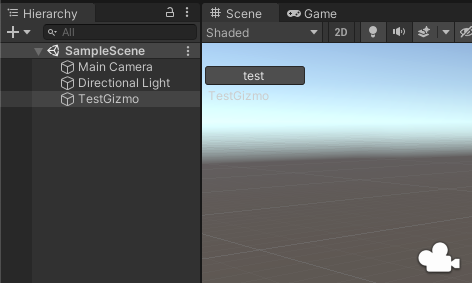 Hierarchy
All
SampleScene
Main Camera
Directional Light
TestGizmo
Scene
Game
Shaded
2D
test
TestGizmo